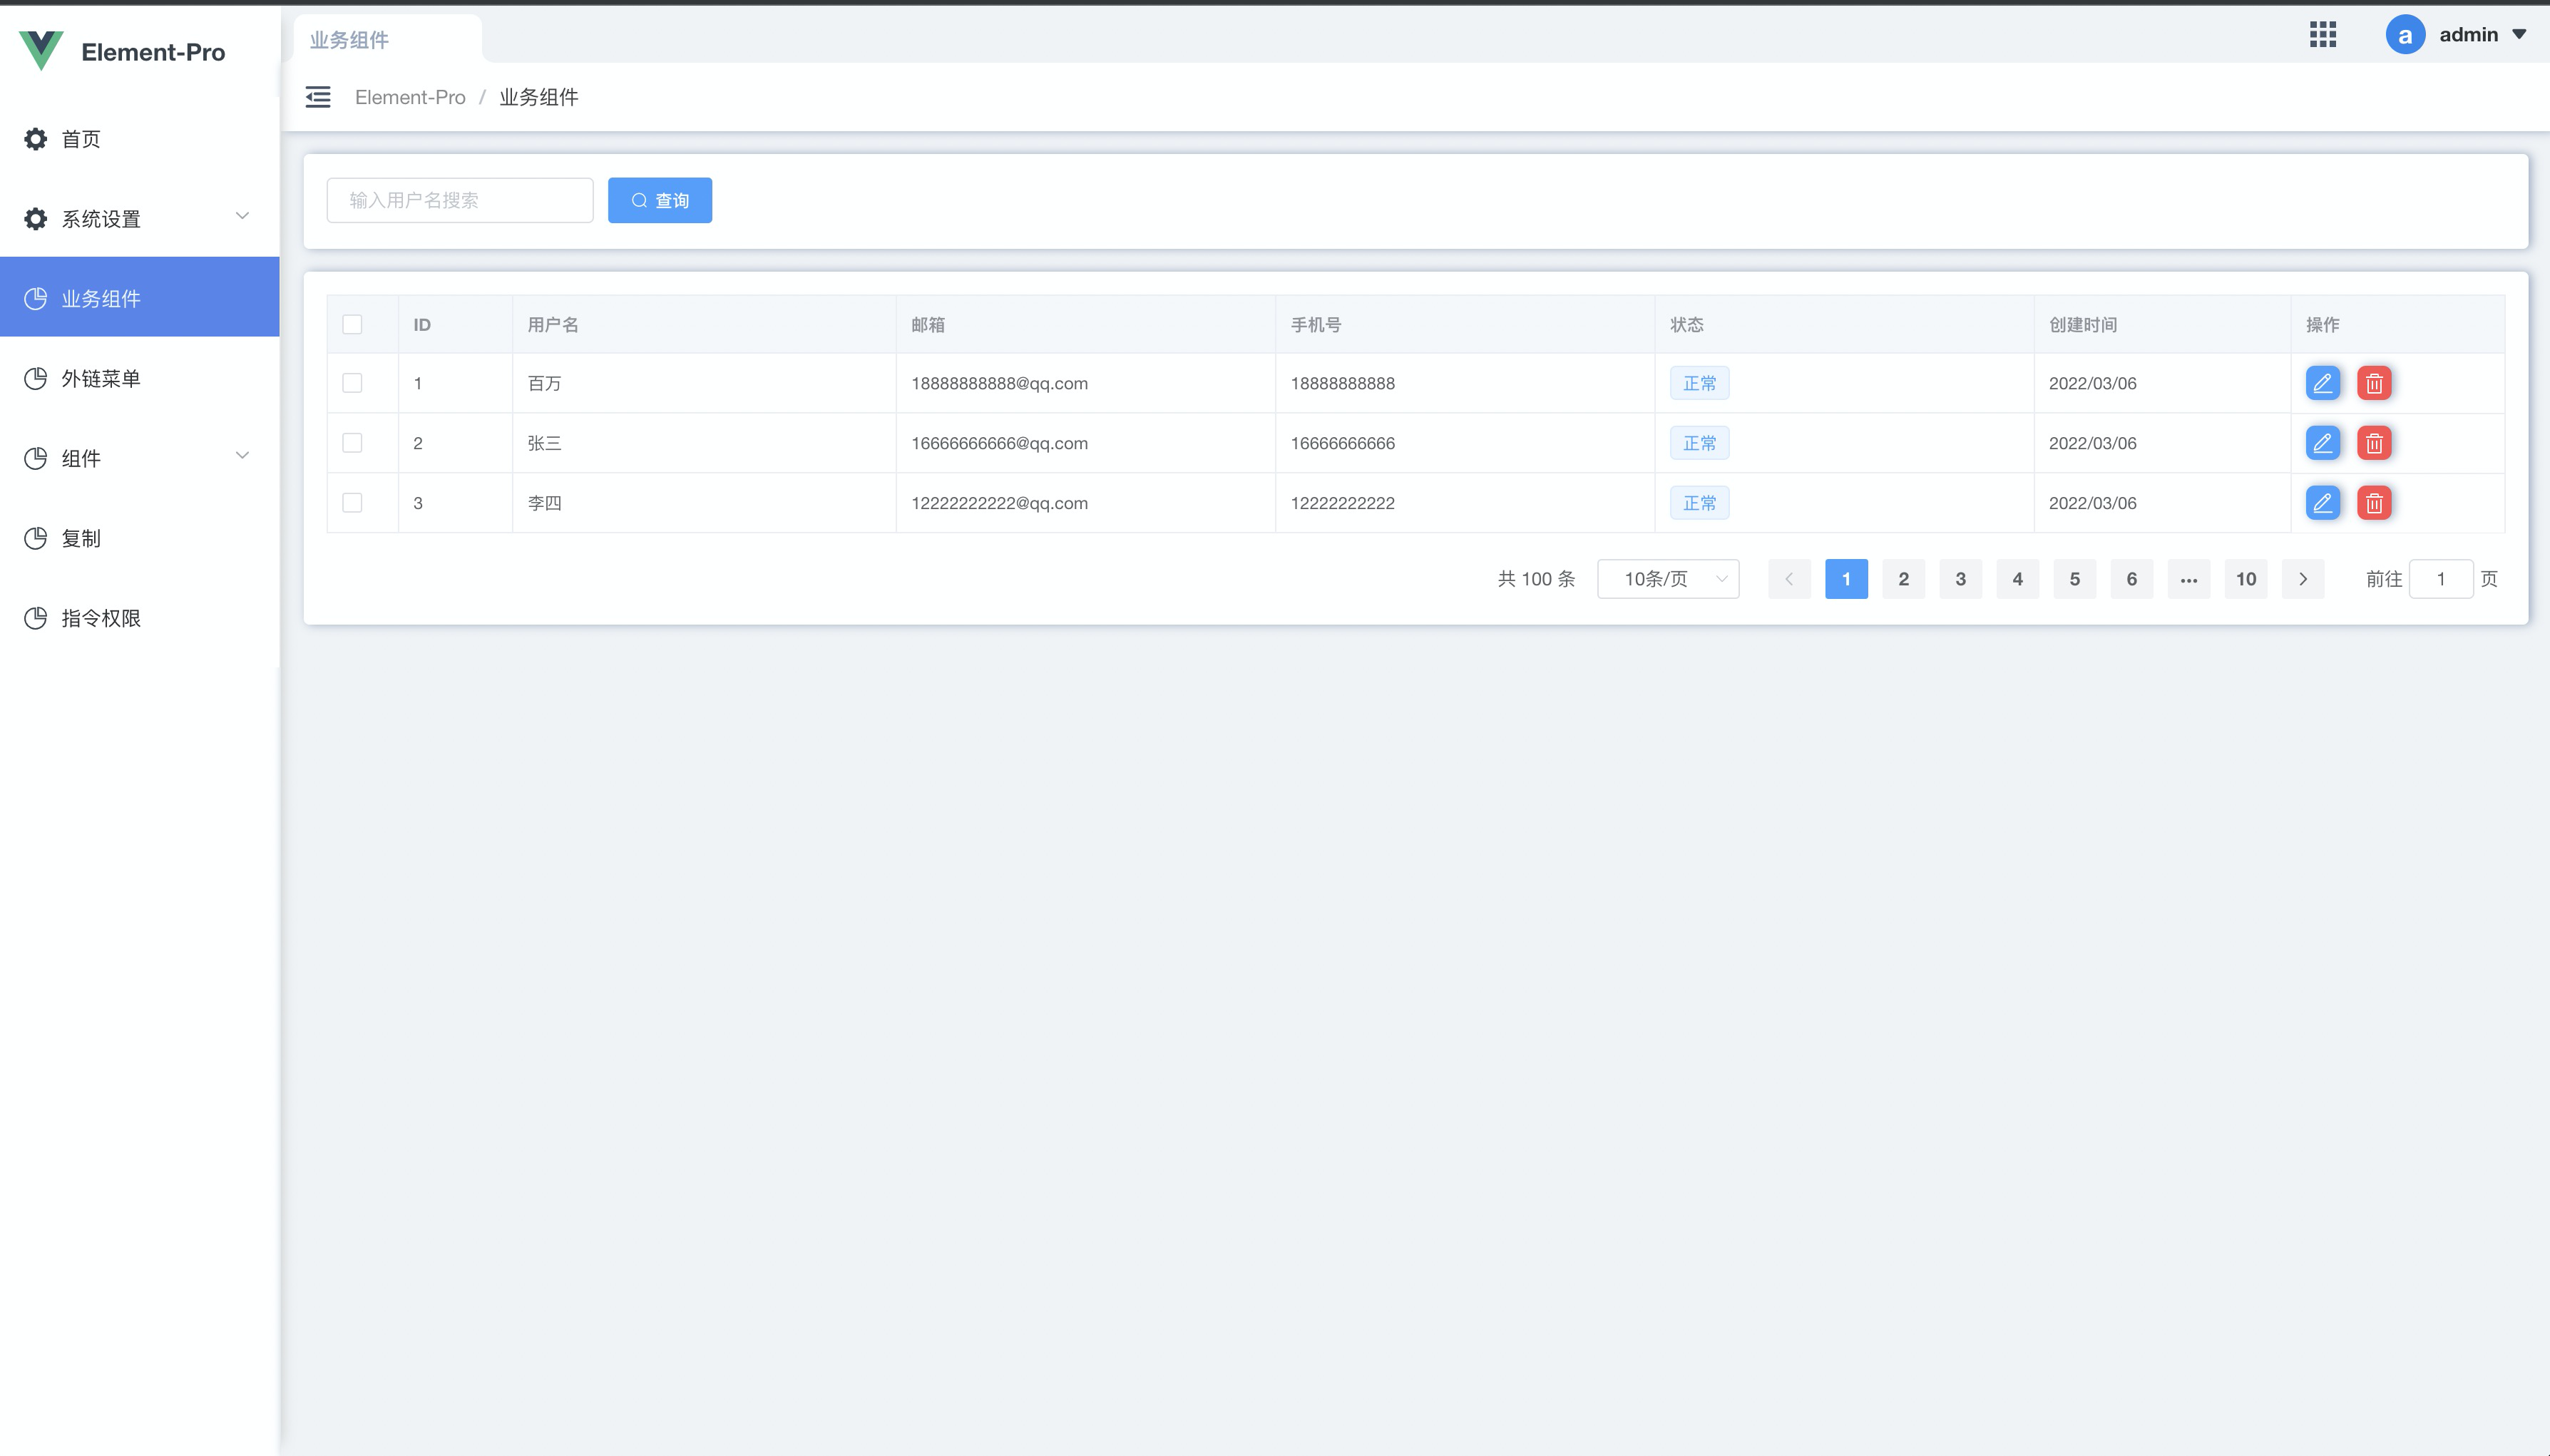 Element-Pro
首页
系统设置
业务组件
外链菜单
组件
复制
指令权限
业务组件
a admin
Element-Pro / 业务组件
输入用户名搜索 查询
ID 用户名 邮箱 手机号 状态 创建时间 操作
1 百万 18888888888@qq.com 18888888888 正常 2022/03/06
2 张三 16666666666@qq.com 16666666666 正常 2022/03/06
3 李四 12222222222@qq.com 12222222222 正常 2022/03/06
共 100 条 10条/页 1 2 3 4 5 6 ... 10 前往 1 页